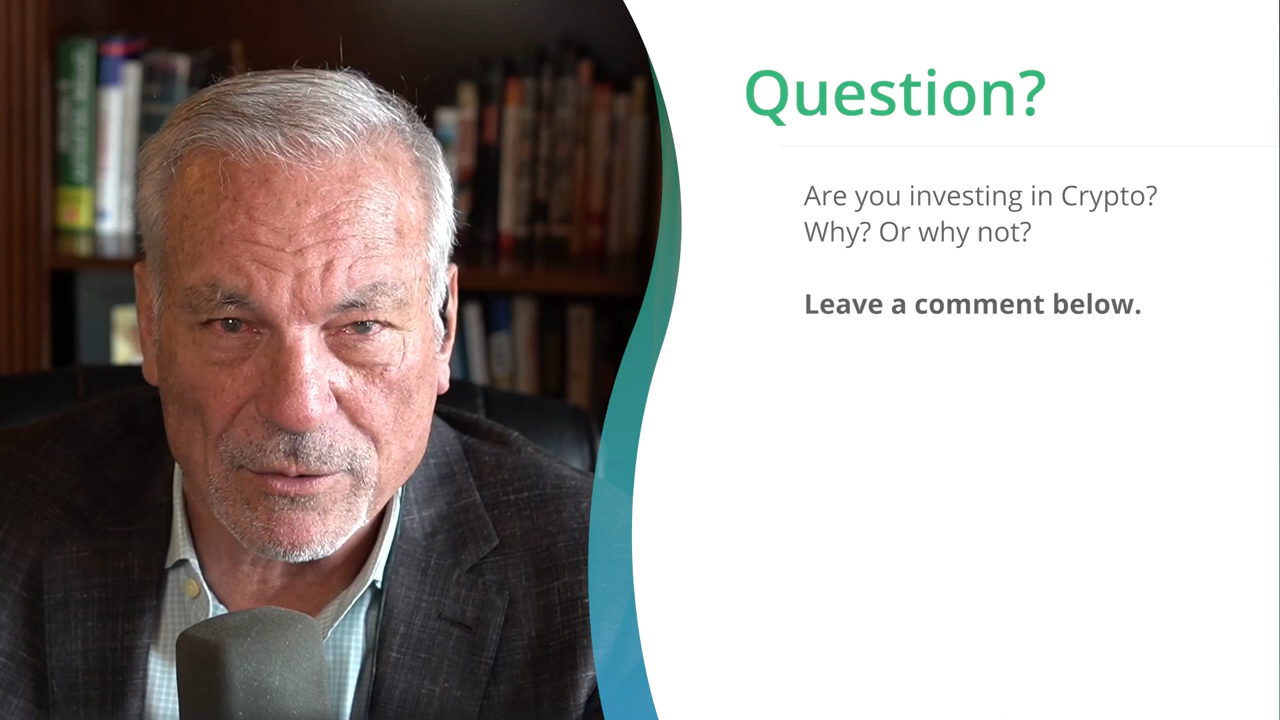 Question?
Are you investing in Crypto?
Why? Or why not?
Leave a comment below.